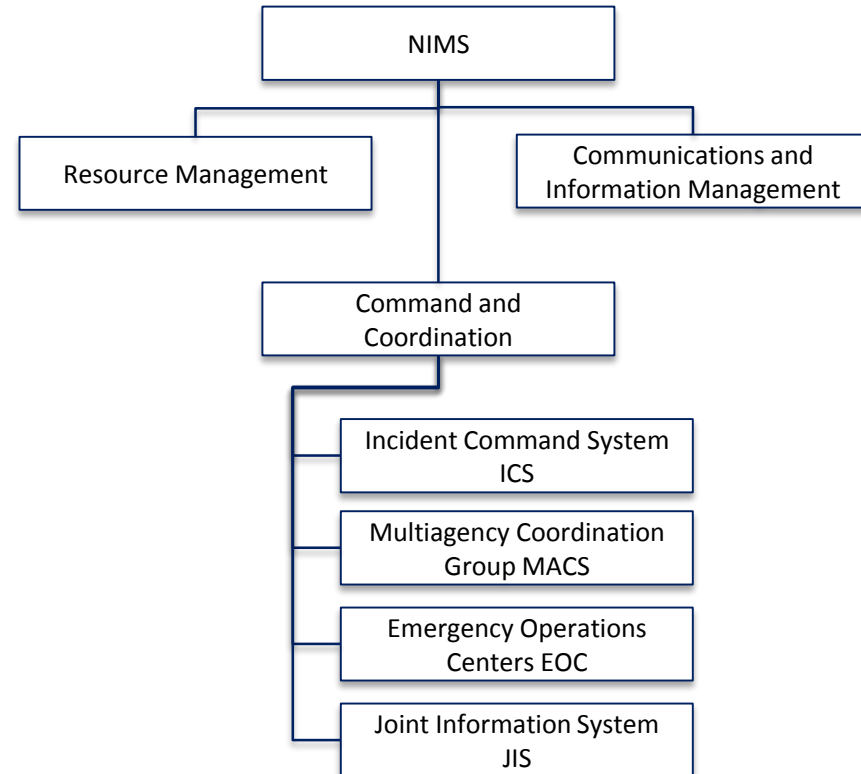 NIMS
Resource Management
Communications and
Information Management
Command and
Coordination
Incident Command System
ICS
Multiagency Coordination
Group MACS
Emergency Operations
Centers EOC
Joint Information System
JIS